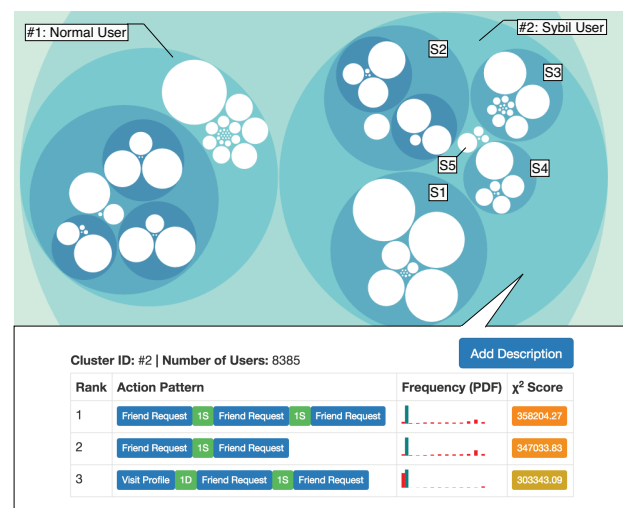 #1: Normal User
#2: Sybil User
S2
S3
S5
S4
S1
Cluster ID: #2 | Number of Users: 8385
Add Description
Rank Action Pattern Frequency (PDF) χ² Score
1 Friend Request 1S Friend Request 1S Friend Request 358204.27
2 Friend Request 1S Friend Request 347033.83
3 Visit Profile 1D Friend Request 1S Friend Request 303343.09